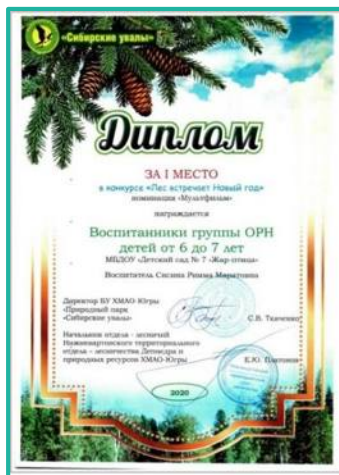 «Сибирские увалы»
Диплом
ЗА I МЕСТО
в конкурсе «Лес встречает Новый год»
номинация «Мультфильм»
награждается
Воспитанники группы ОРН
детей от 6 до 7 лет
МБДОУ «Детский сад № 7 «Жар-птица»
Воспитатель Сисина Римма Маратовна
Директор БУ ХМАО-Югры
«Природный парк
«Сибирские увалы»
С.В. Ткаченко
Начальник отдела - лесничий
Нижневартовского территориального
отдела - лесничества Депнедра и
природных ресурсов ХМАО-Югры
Е.Ю. Платонов
2020